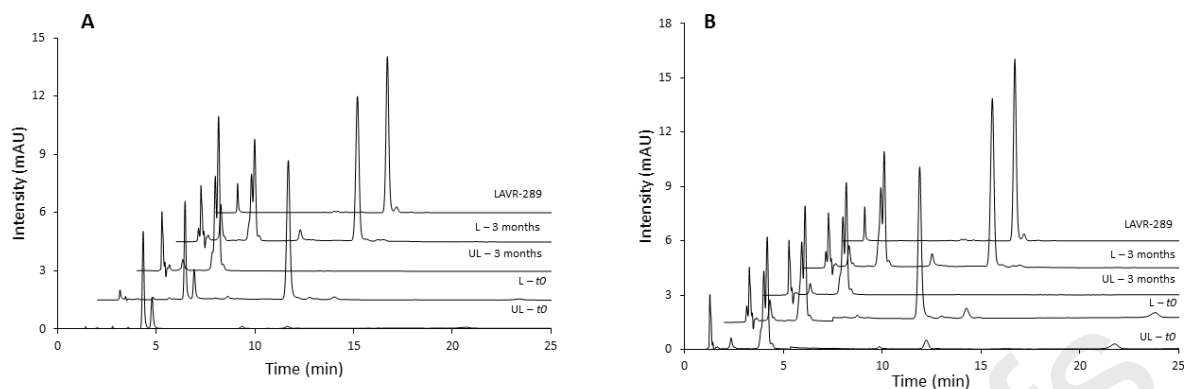 A
Intensity (mAU)
15
12
9
6
3
0
LAVR-289
L – 3 months
UL – 3 months
L – t0
UL – t0
0 5 10 15 20 25
Time (min)
B
Intensity (mAU)
18
15
12
9
6
3
0
LAVR-289
L – 3 months
UL – 3 months
L – t0
UL – t0
0 5 10 15 20 25
Time (min)